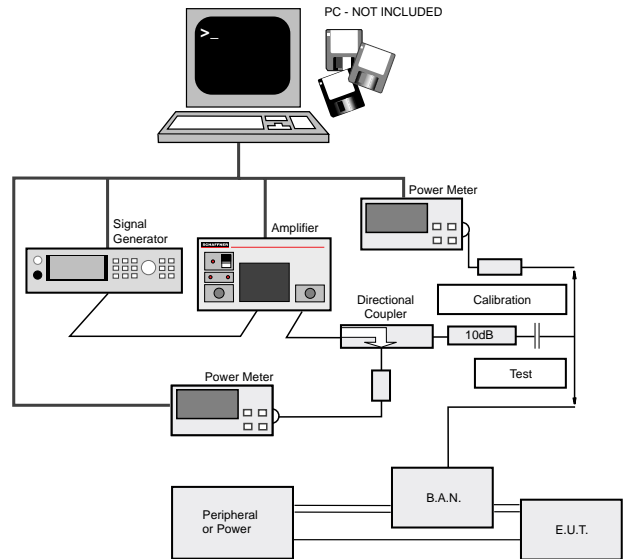 PC - NOT INCLUDED
>_
Power Meter
Signal
Generator
Amplifier
SCHAFFNER
Directional
Coupler
Calibration
10dB
Test
Power Meter
B.A.N.
Peripheral
or Power
E.U.T.